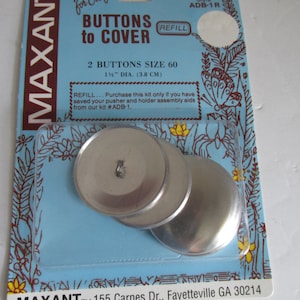 for C
ADB-1R
MAXANT
BUTTONS
to COVER
REFILL
2 BUTTONS SIZE 60
1½" DIA. (3.8 CM)
REFILL ... Purchase this kit only if you have
saved your pusher and holder assembly aids
from our kit #ADB-1.
MAXANT 155 Carnes Dr., Fayetteville GA 30214